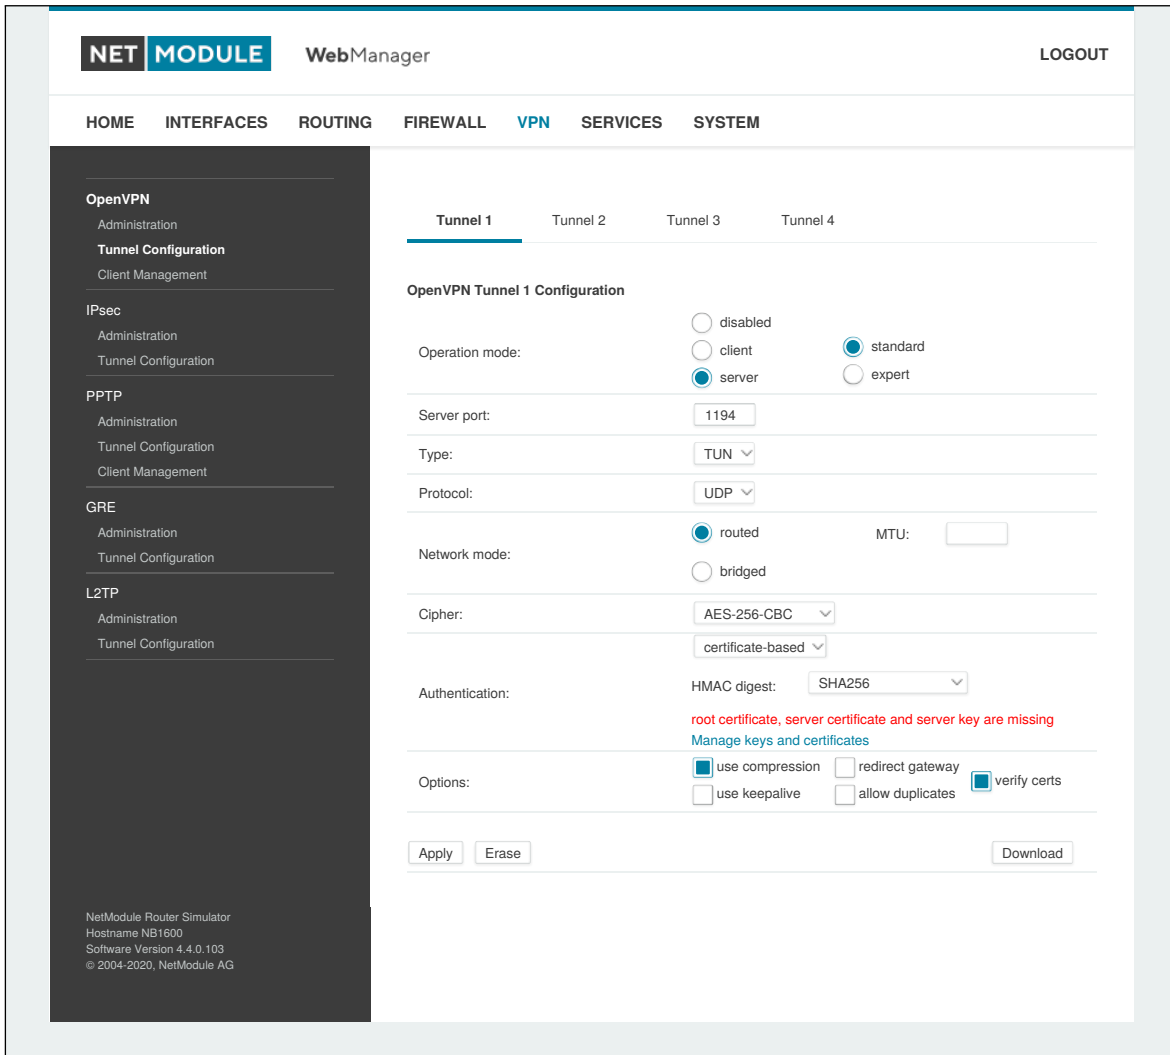 NET MODULE WebManager LOGOUT
HOME INTERFACES ROUTING FIREWALL VPN SERVICES SYSTEM
OpenVPN
Administration
Tunnel Configuration
Client Management
IPsec
Administration
Tunnel Configuration
PPTP
Administration
Tunnel Configuration
Client Management
GRE
Administration
Tunnel Configuration
L2TP
Administration
Tunnel Configuration
NetModule Router Simulator
Hostname NB1600
Software Version 4.4.0.103
© 2004-2020, NetModule AG
Tunnel 1 Tunnel 2 Tunnel 3 Tunnel 4
OpenVPN Tunnel 1 Configuration
Operation mode:
disabled
client
server
standard
expert
Server port: 1194
Type: TUN
Protocol: UDP
Network mode:
routed MTU:
bridged
Cipher: AES-256-CBC
Authentication:
certificate-based
HMAC digest: SHA256
root certificate, server certificate and server key are missing
Manage keys and certificates
Options:
use compression redirect gateway verify certs
use keepalive allow duplicates
Apply Erase Download